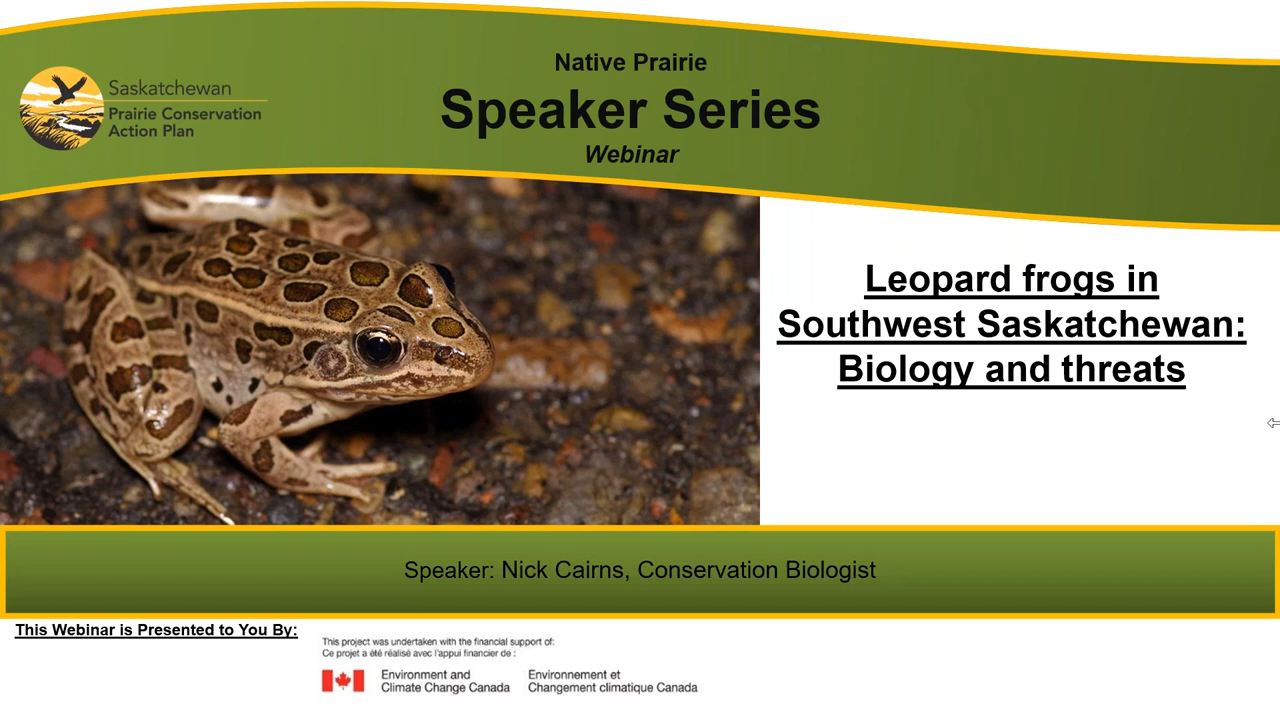 Native Prairie
Speaker Series
Webinar
Saskatchewan
Prairie Conservation
Action Plan
Leopard frogs in
Southwest Saskatchewan:
Biology and threats
Speaker: Nick Cairns, Conservation Biologist
This Webinar is Presented to You By:
This project was undertaken with the financial support of:
Ce projet a été réalisé avec l'appui financier de :
Environment and
Climate Change Canada
Environnement et
Changement climatique Canada